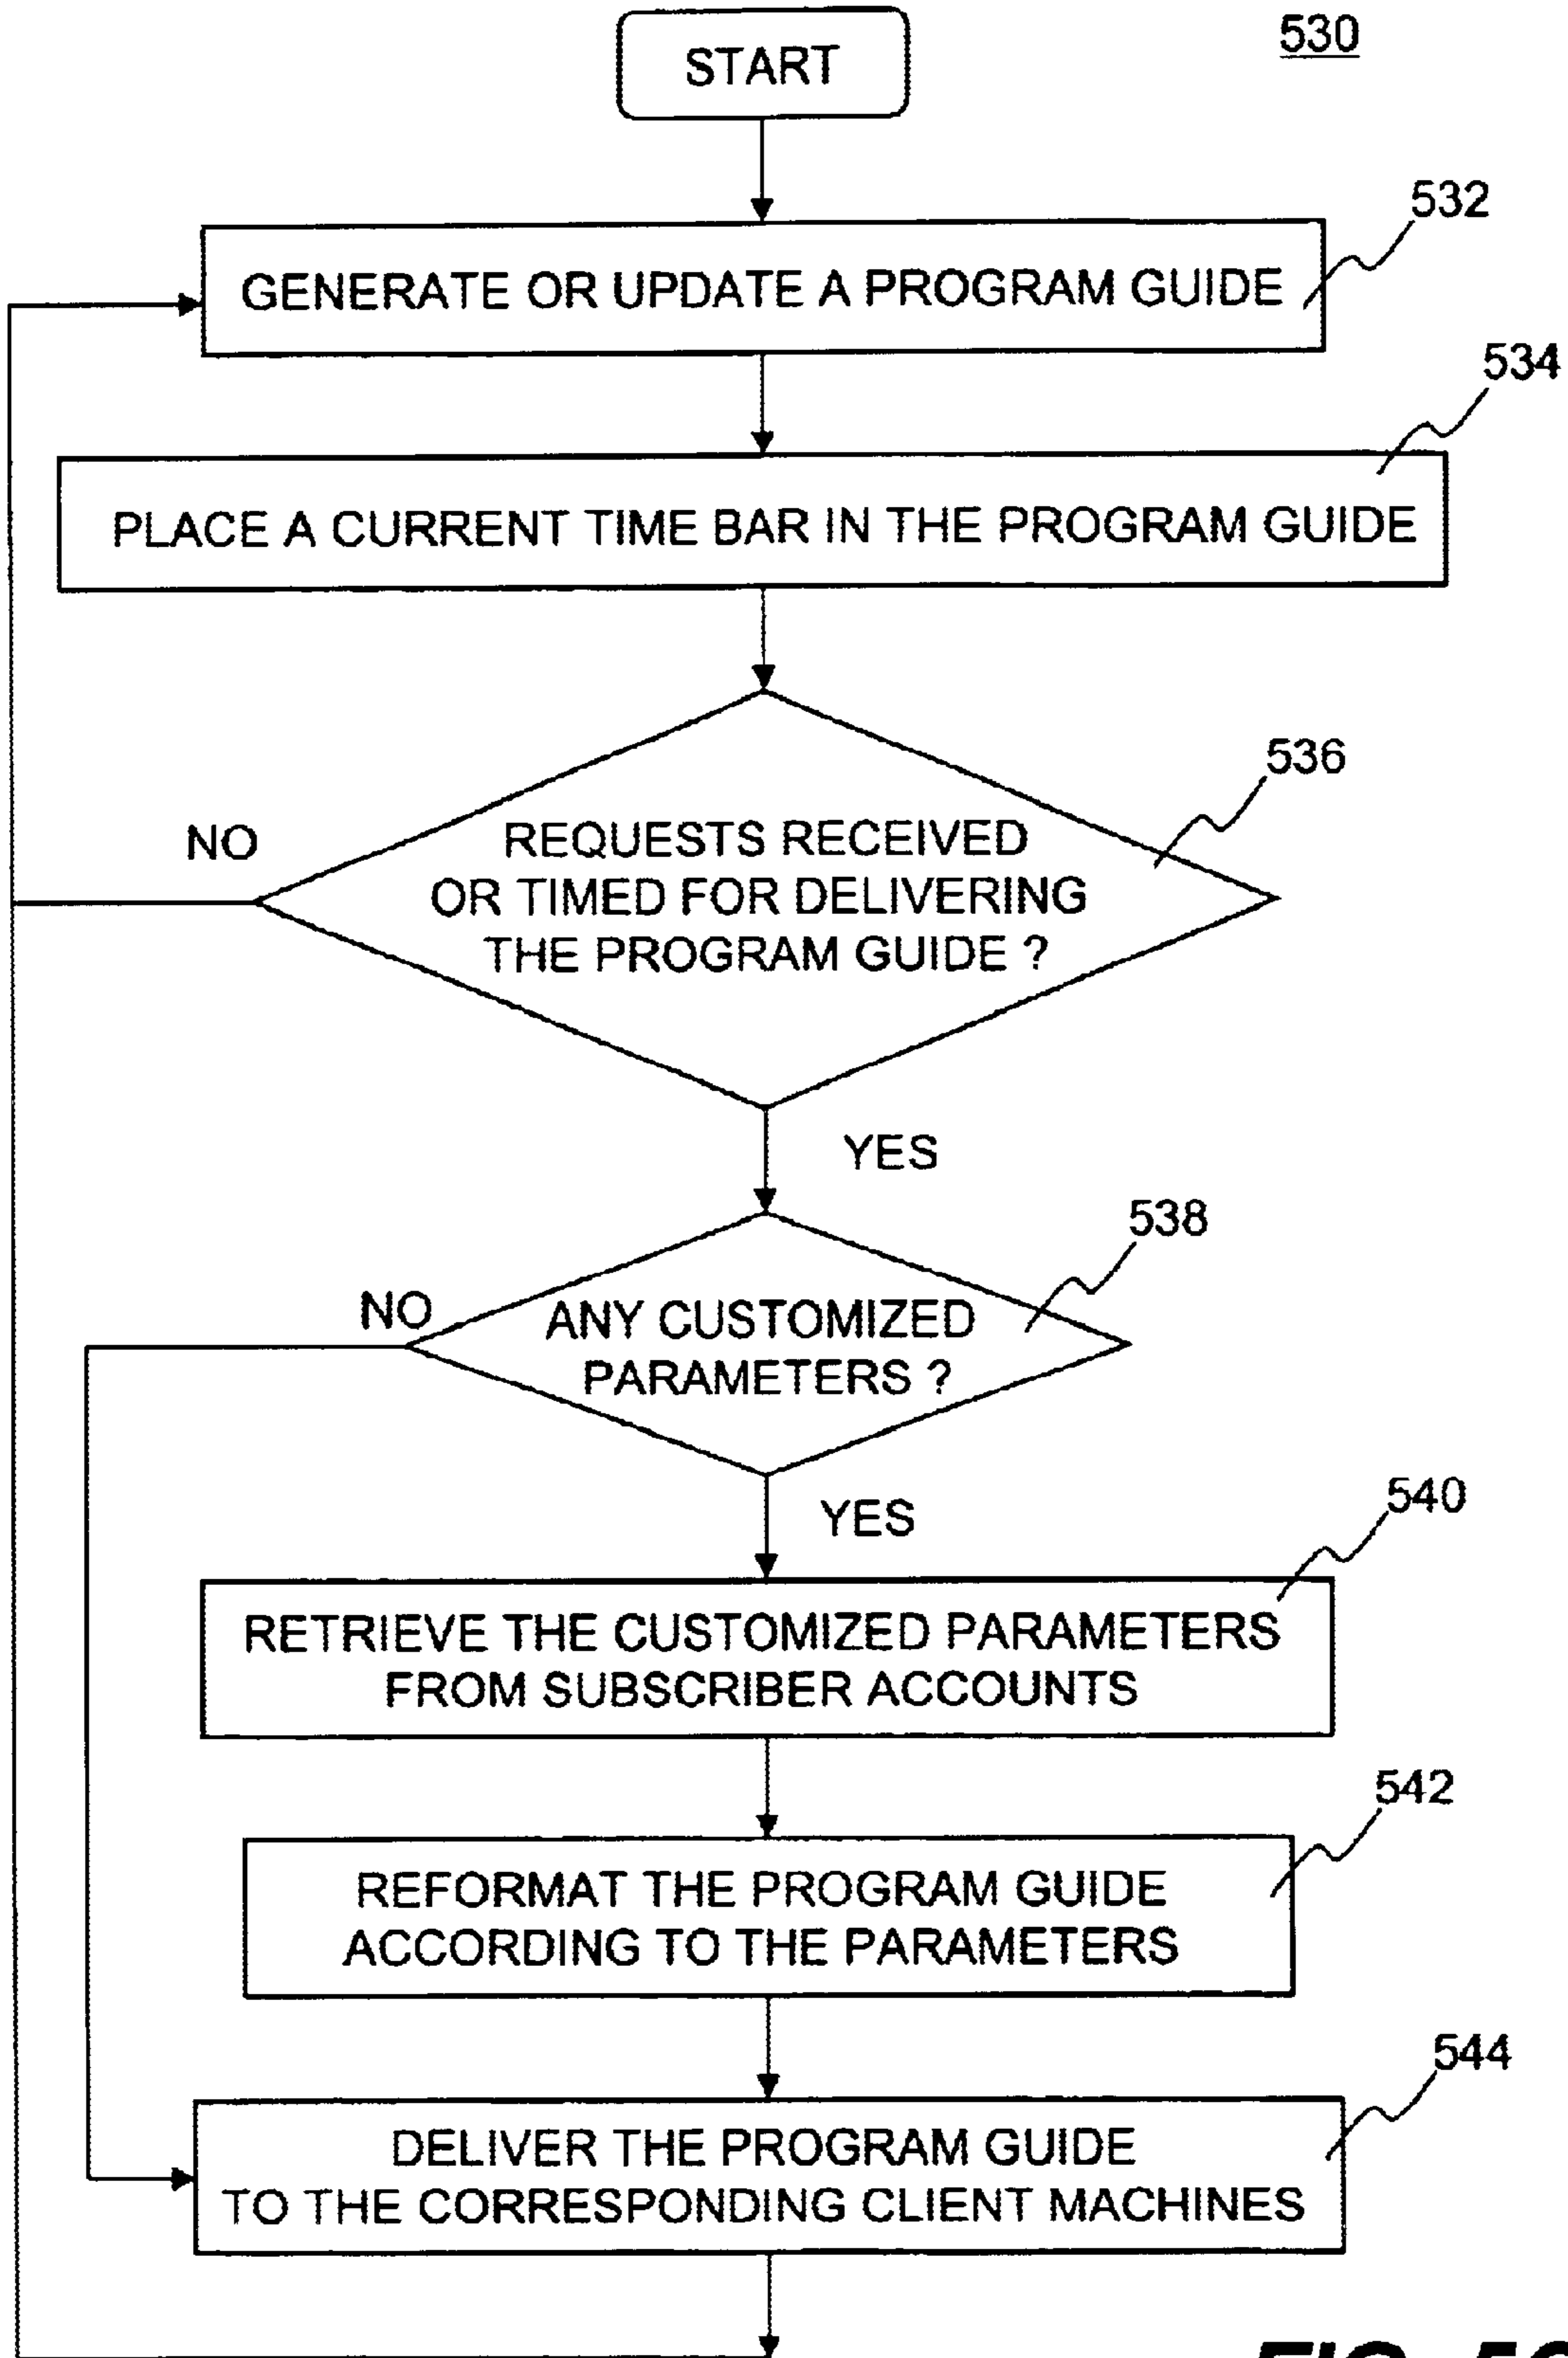 530
START
532
GENERATE OR UPDATE A PROGRAM GUIDE
534
PLACE A CURRENT TIME BAR IN THE PROGRAM GUIDE
536
NO
REQUESTS RECEIVED
OR TIMED FOR DELIVERING
THE PROGRAM GUIDE ?
YES
538
NO
ANY CUSTOMIZED
PARAMETERS ?
YES
540
RETRIEVE THE CUSTOMIZED PARAMETERS
FROM SUBSCRIBER ACCOUNTS
542
REFORMAT THE PROGRAM GUIDE
ACCORDING TO THE PARAMETERS
544
DELIVER THE PROGRAM GUIDE
TO THE CORRESPONDING CLIENT MACHINES